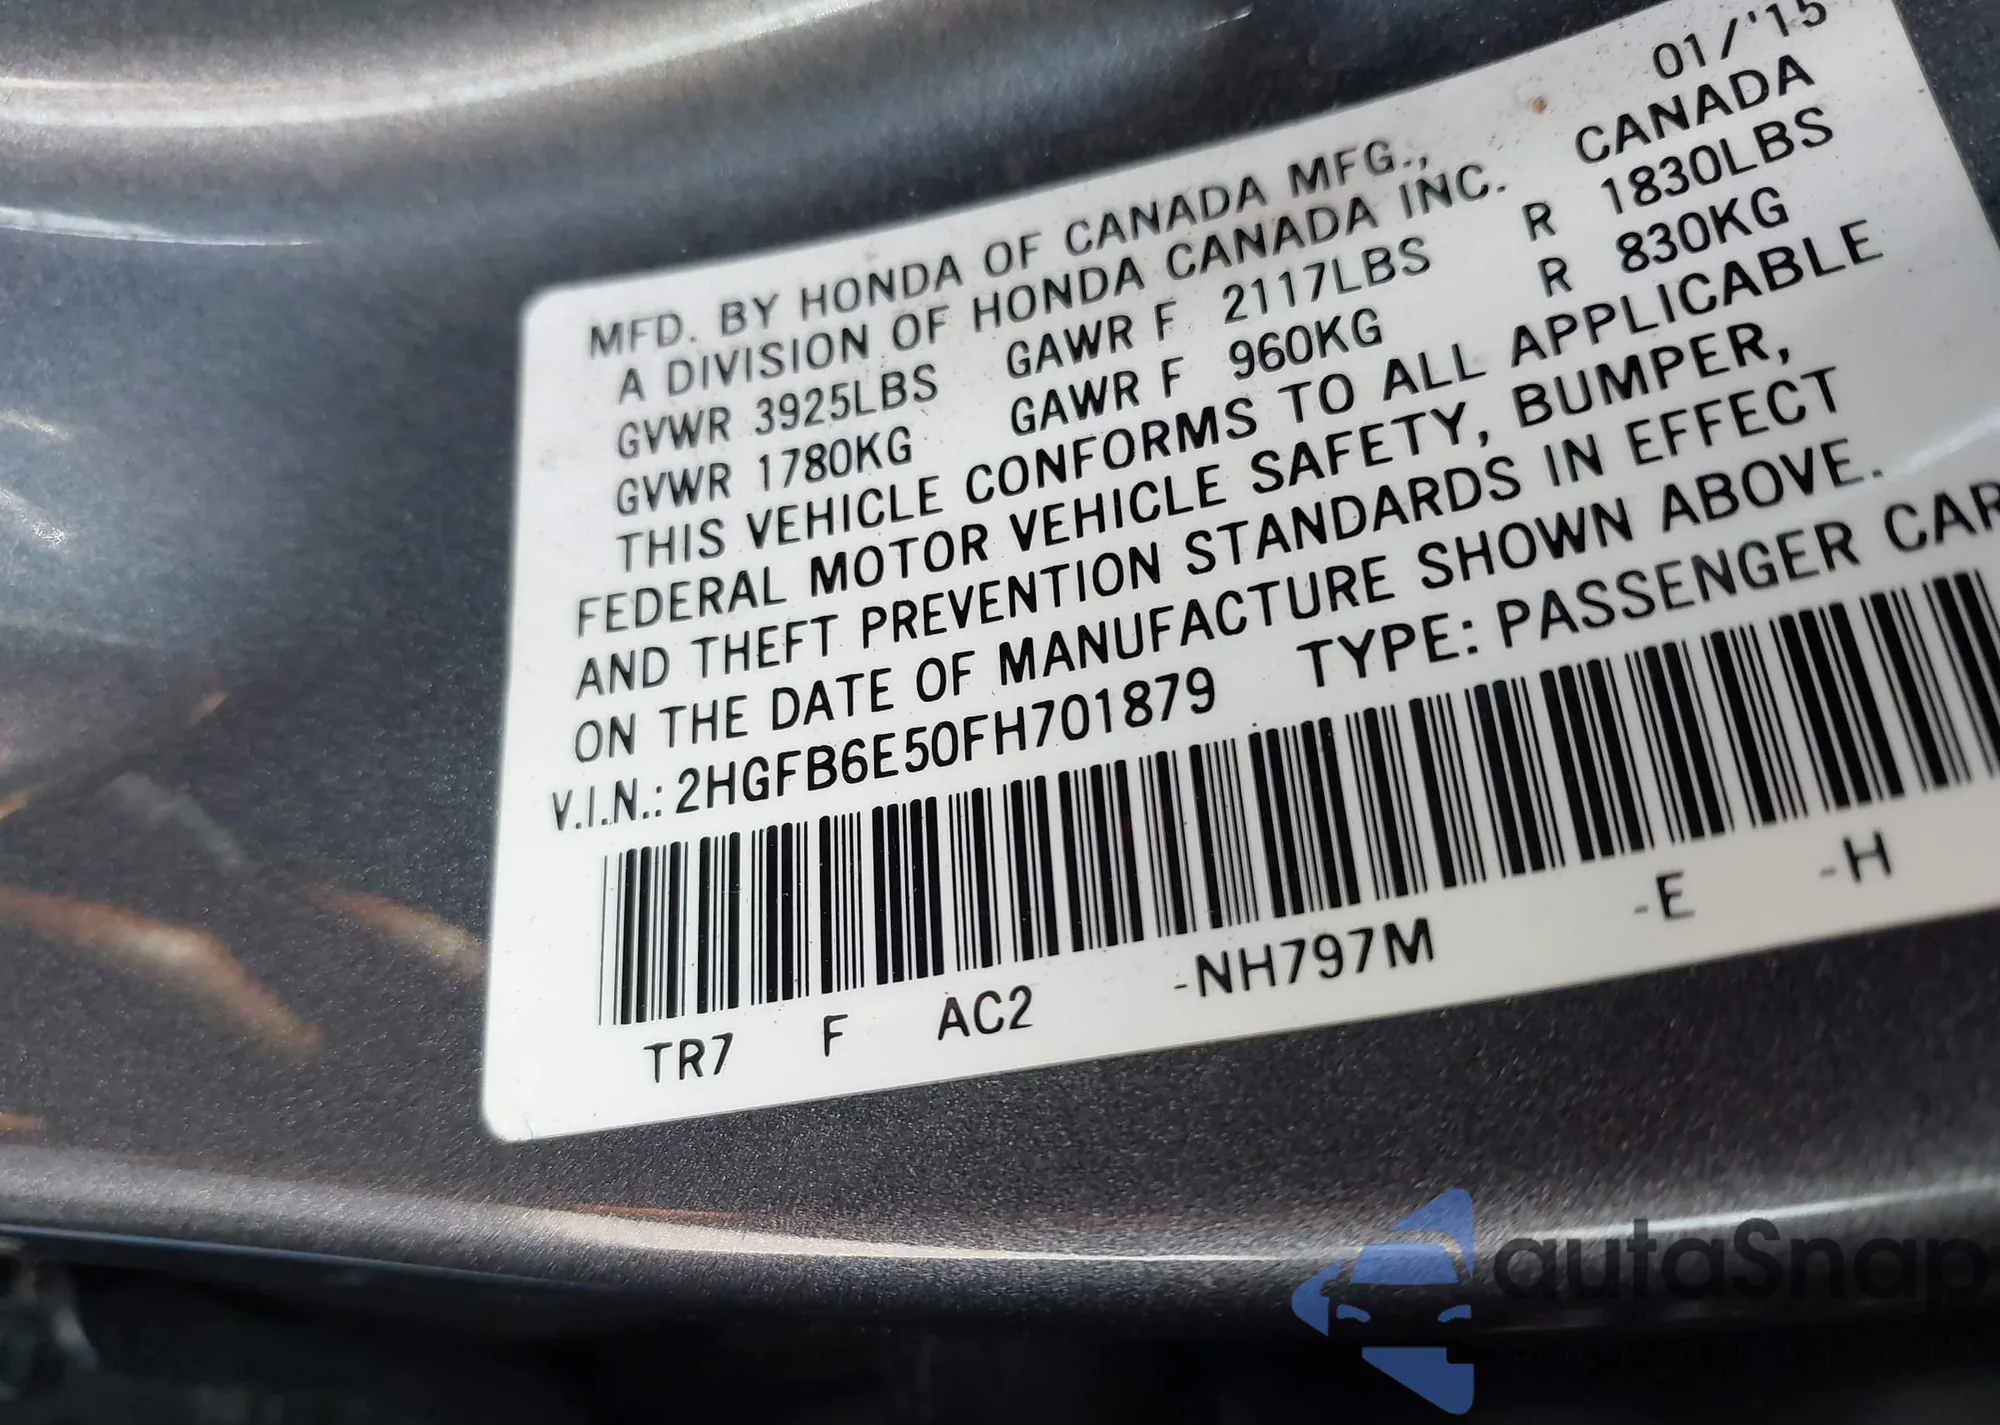 01/'15
MFD. BY HONDA OF CANADA MFG., CANADA
A DIVISION OF HONDA CANADA INC.
GVWR 3925LBS GAWR F 2117LBS R 1830LBS
GVWR 1780KG GAWR F 960KG R 830KG
THIS VEHICLE CONFORMS TO ALL APPLICABLE
FEDERAL MOTOR VEHICLE SAFETY, BUMPER,
AND THEFT PREVENTION STANDARDS IN EFFECT
ON THE DATE OF MANUFACTURE SHOWN ABOVE.
V.I.N.: 2HGFB6E50FH701879 TYPE: PASSENGER CAR
TR7 F AC2 -NH797M -E -H
autaSnap